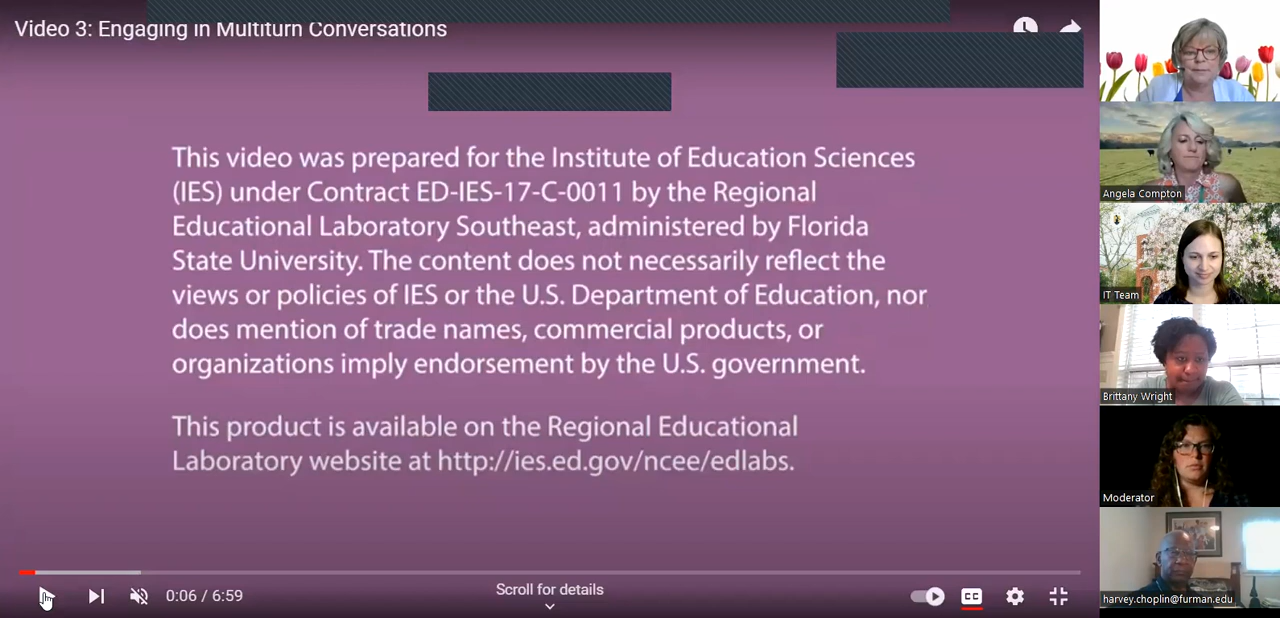 Video 3: Engaging in Multiturn Conversations
This video was prepared for the Institute of Education Sciences
(IES) under Contract ED-IES-17-C-0011 by the Regional
Educational Laboratory Southeast, administered by Florida
State University. The content does not necessarily reflect the
views or policies of IES or the U.S. Department of Education, nor
does mention of trade names, commercial products, or
organizations imply endorsement by the U.S. government.
This product is available on the Regional Educational
Laboratory website at http://ies.ed.gov/ncee/edlabs.
0:06 / 6:59
Scroll for details
CC
Angela Compton
IT Team
Brittany Wright
Moderator
harvey.choplin@furman.edu